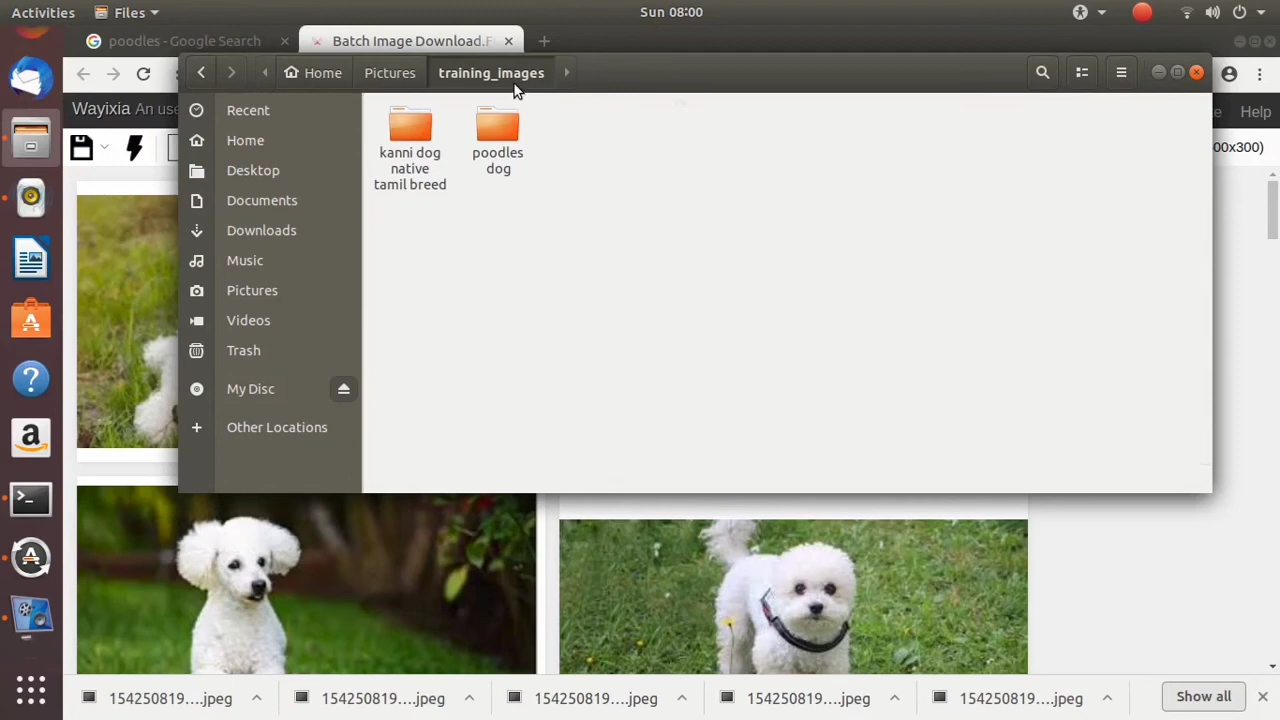 Activities
Files
Sun 08:00
poodles - Google Search
Batch Image Download.F
Home
Pictures
training_images
Wayixia An use
Help
00x300)
Recent
Home
Desktop
Documents
Downloads
Music
Pictures
Videos
Trash
My Disc
Other Locations
kanni dog
native
tamil breed
poodles
dog
154250819....jpeg
154250819....jpeg
154250819....jpeg
154250819....jpeg
154250819....jpeg
Show all